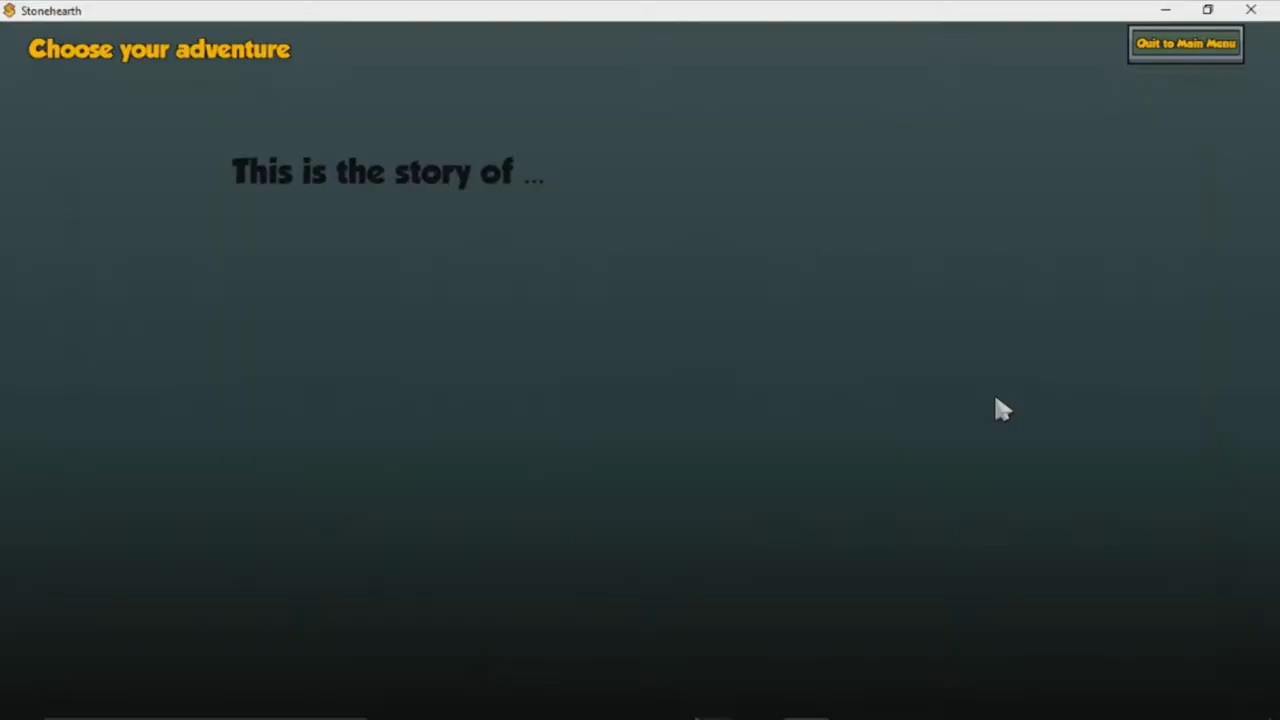 Stonehearth
Choose your adventure
Quit to Main Menu
This is the story of ...